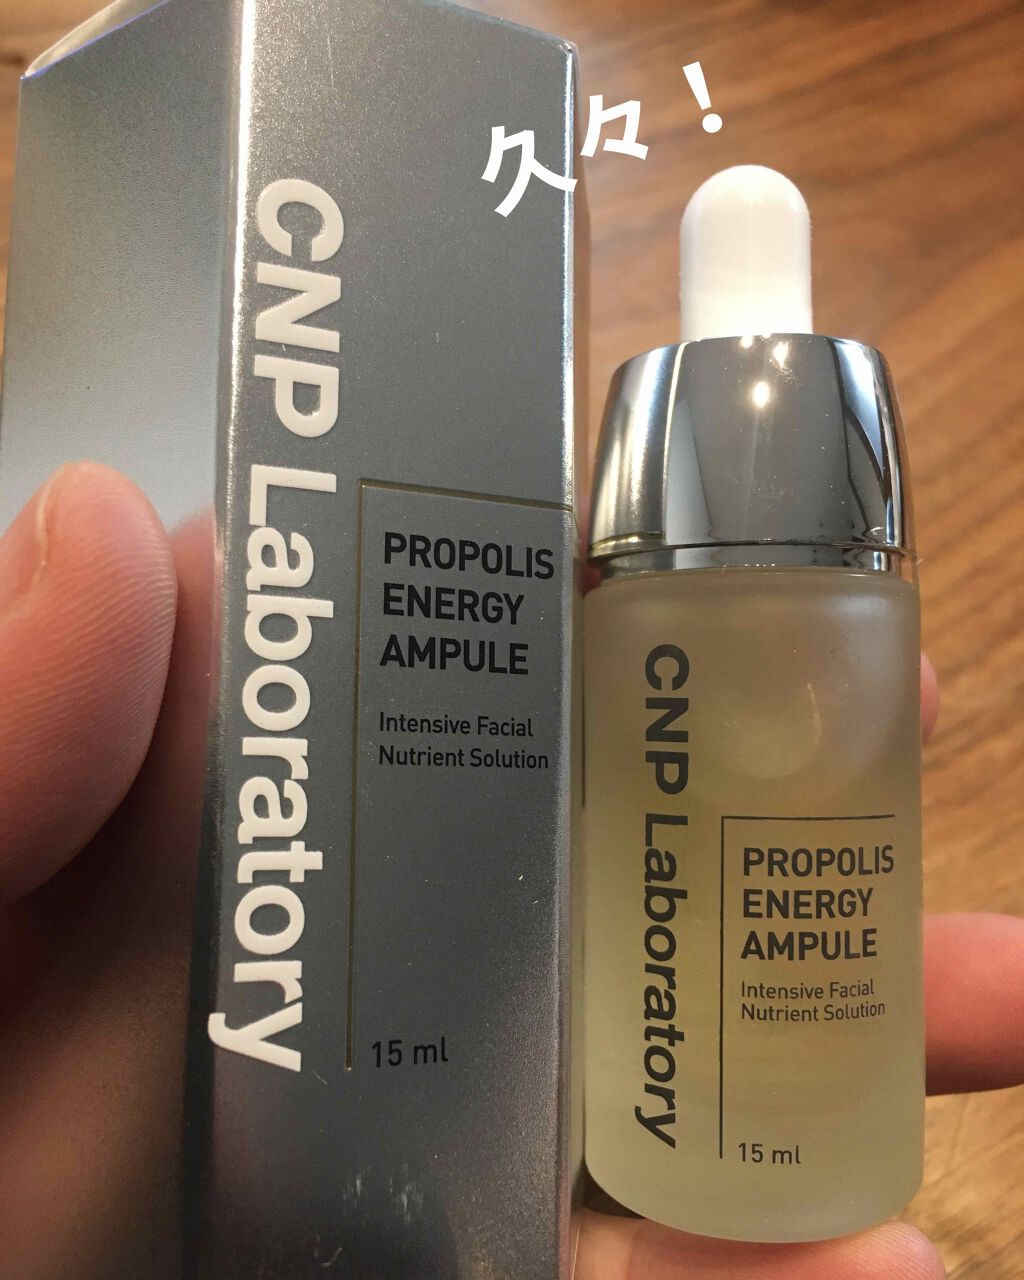 久々!
CNP Laboratory
PROPOLIS
ENERGY
AMPULE
Intensive Facial
Nutrient Solution
15 ml
CNP Laboratory
PROPOLIS
ENERGY
AMPULE
Intensive Facial
Nutrient Solution
15 ml